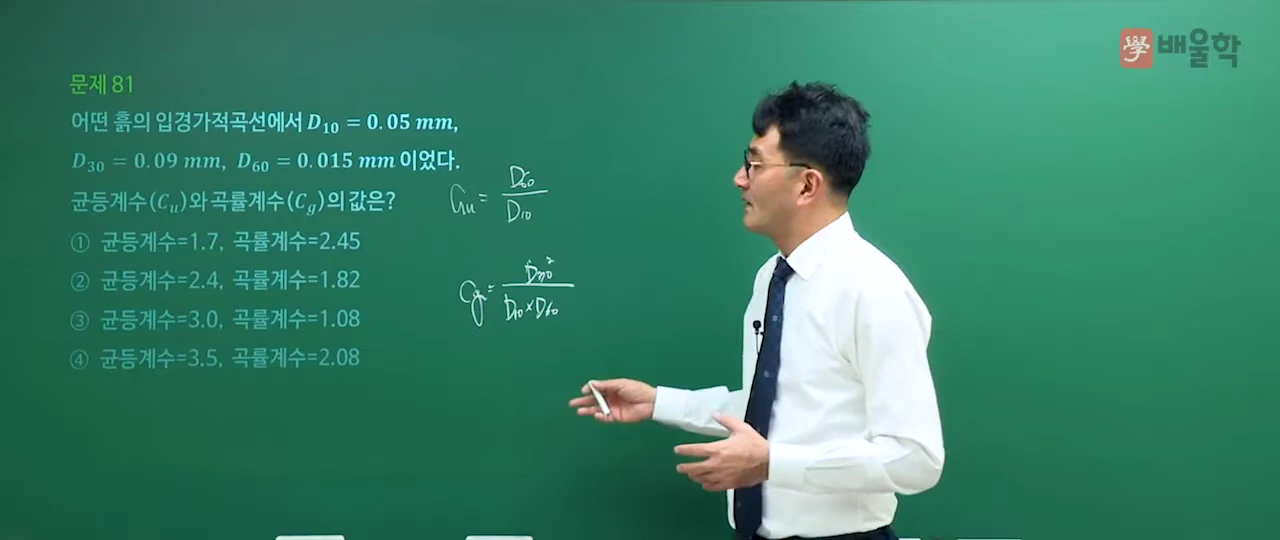 學 배울학
문제 81
어떤 흙의 입경가적곡선에서 D₁₀ = 0.05 mm,
D₃₀ = 0.09 mm, D₆₀ = 0.015 mm 이었다.
균등계수(Cᵤ)와 곡률계수(C_g)의 값은?
① 균등계수=1.7, 곡률계수=2.45
② 균등계수=2.4, 곡률계수=1.82
③ 균등계수=3.0, 곡률계수=1.08
④ 균등계수=3.5, 곡률계수=2.08
Cu = D₆₀ / D₁₀
Cg = D₃₀² / D₁₀×D₆₀